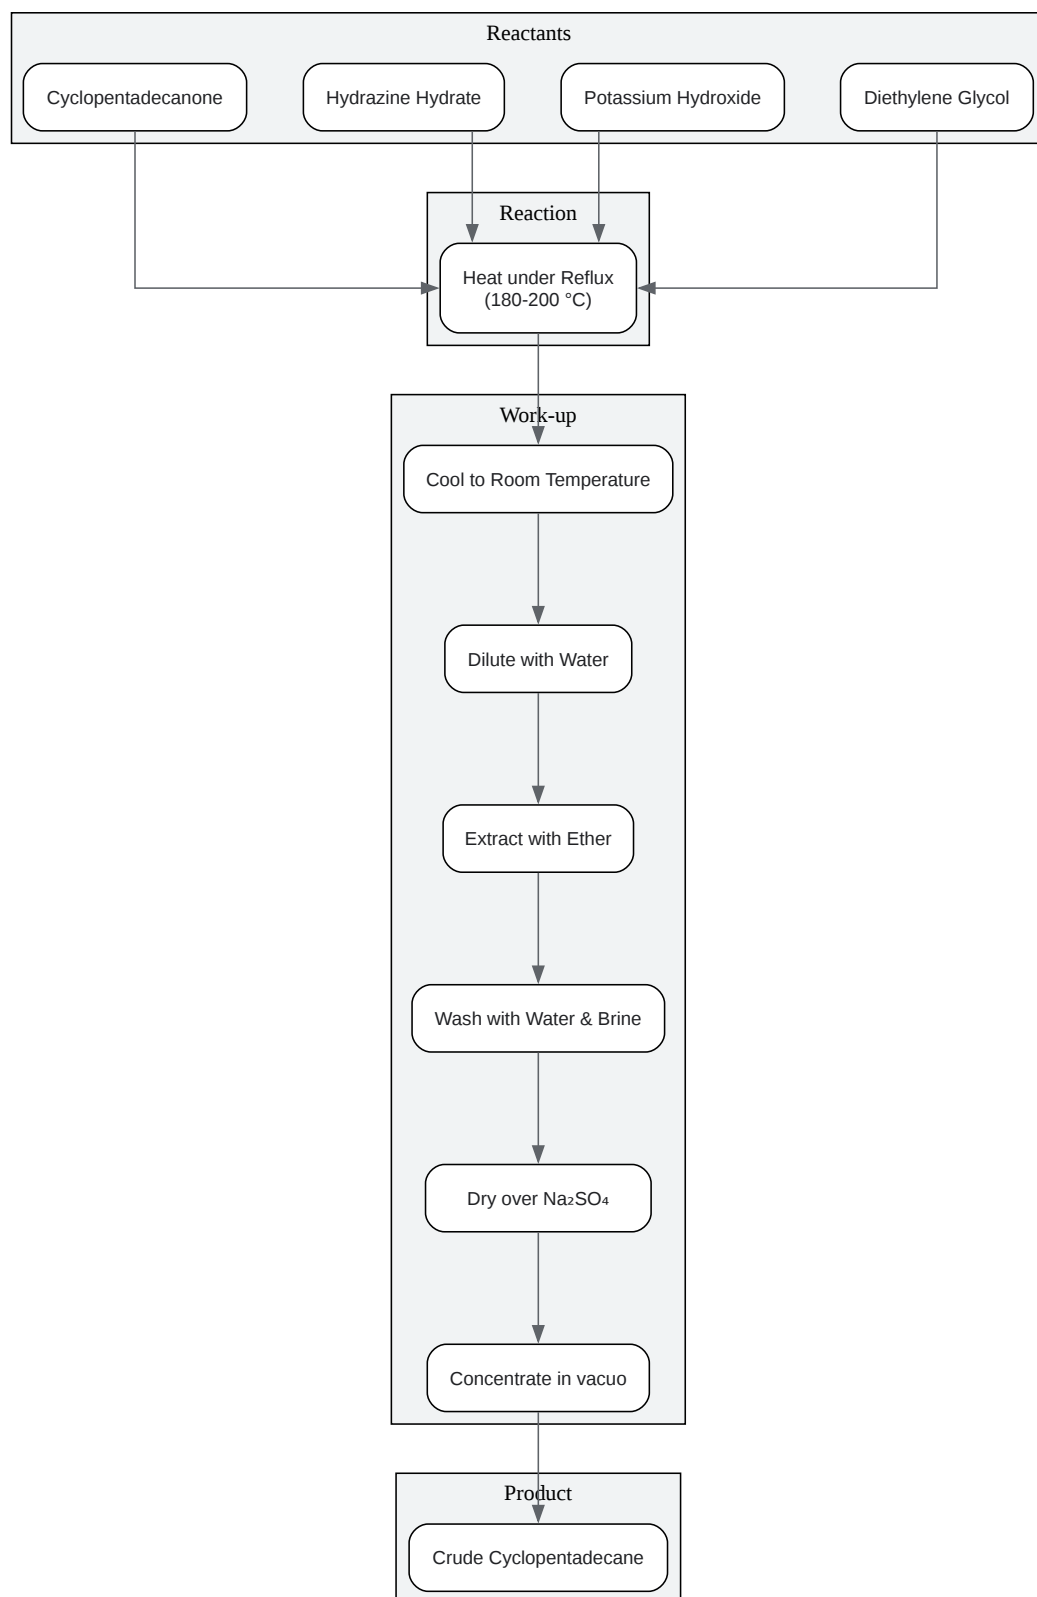 Reactants
Cyclopentadecanone
Hydrazine Hydrate
Potassium Hydroxide
Diethylene Glycol
Reaction
Heat under Reflux
(180-200 °C)
Work-up
Cool to Room Temperature
Dilute with Water
Extract with Ether
Wash with Water & Brine
Dry over Na₂SO₄
Concentrate in vacuo
Product
Crude Cyclopentadecane